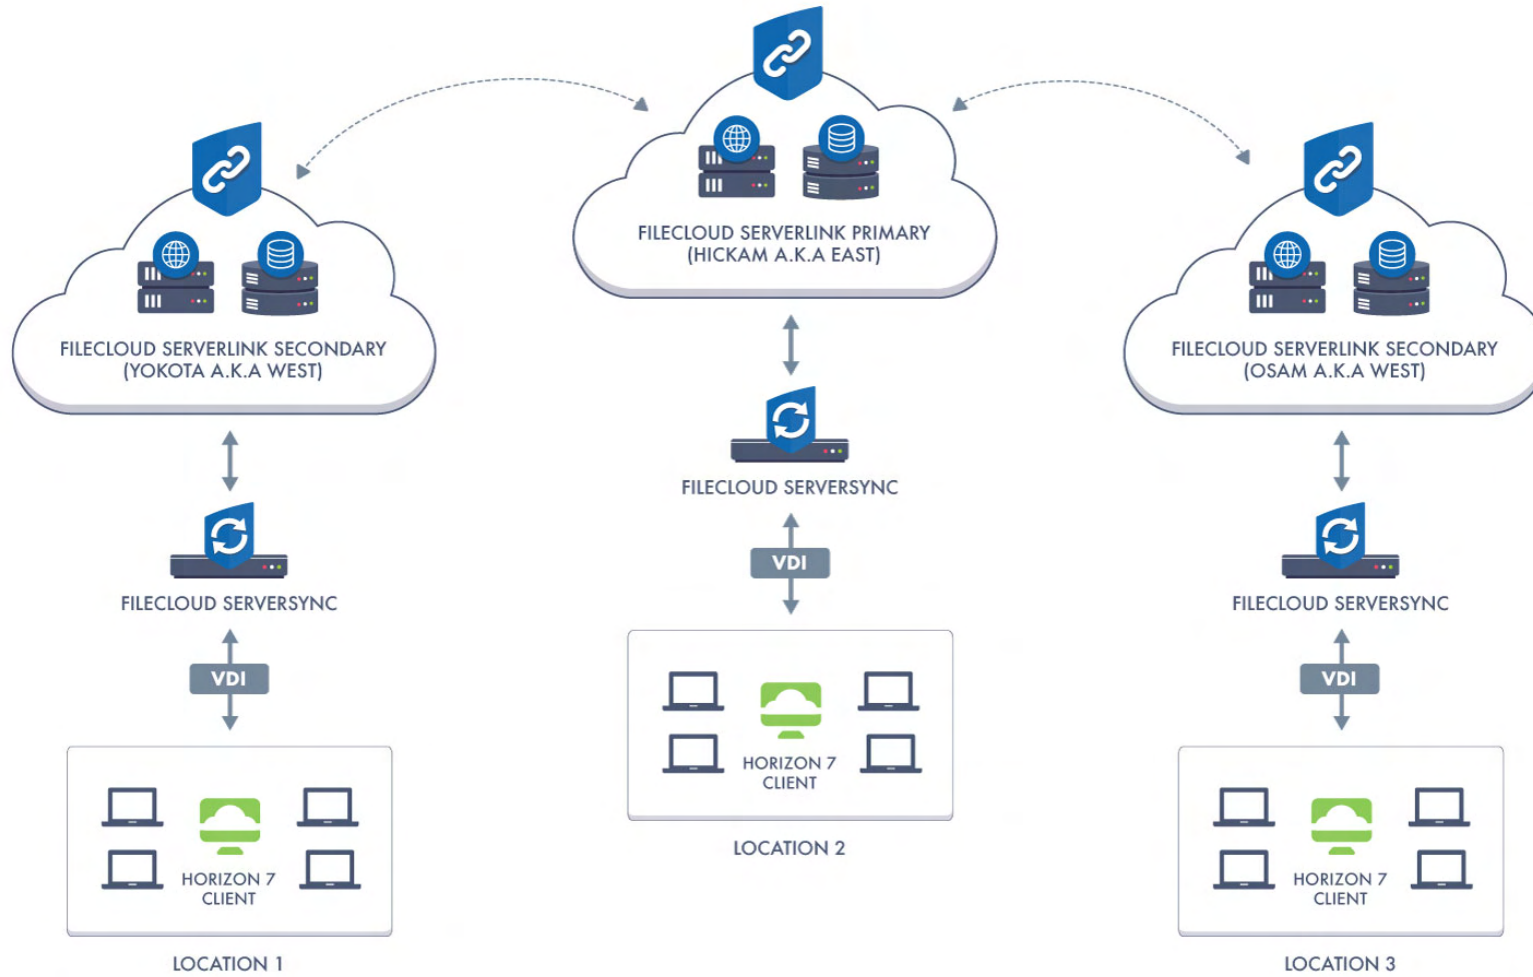 FILECLOUD SERVERLINK SECONDARY
(YOKOTA A.K.A WEST)
FILECLOUD SERVERSYNC
VDI
HORIZON 7
CLIENT
LOCATION 1
FILECLOUD SERVERLINK PRIMARY
(HICKAM A.K.A EAST)
FILECLOUD SERVERSYNC
VDI
HORIZON 7
CLIENT
LOCATION 2
FILECLOUD SERVERLINK SECONDARY
(OSAM A.K.A WEST)
FILECLOUD SERVERSYNC
VDI
HORIZON 7
CLIENT
LOCATION 3